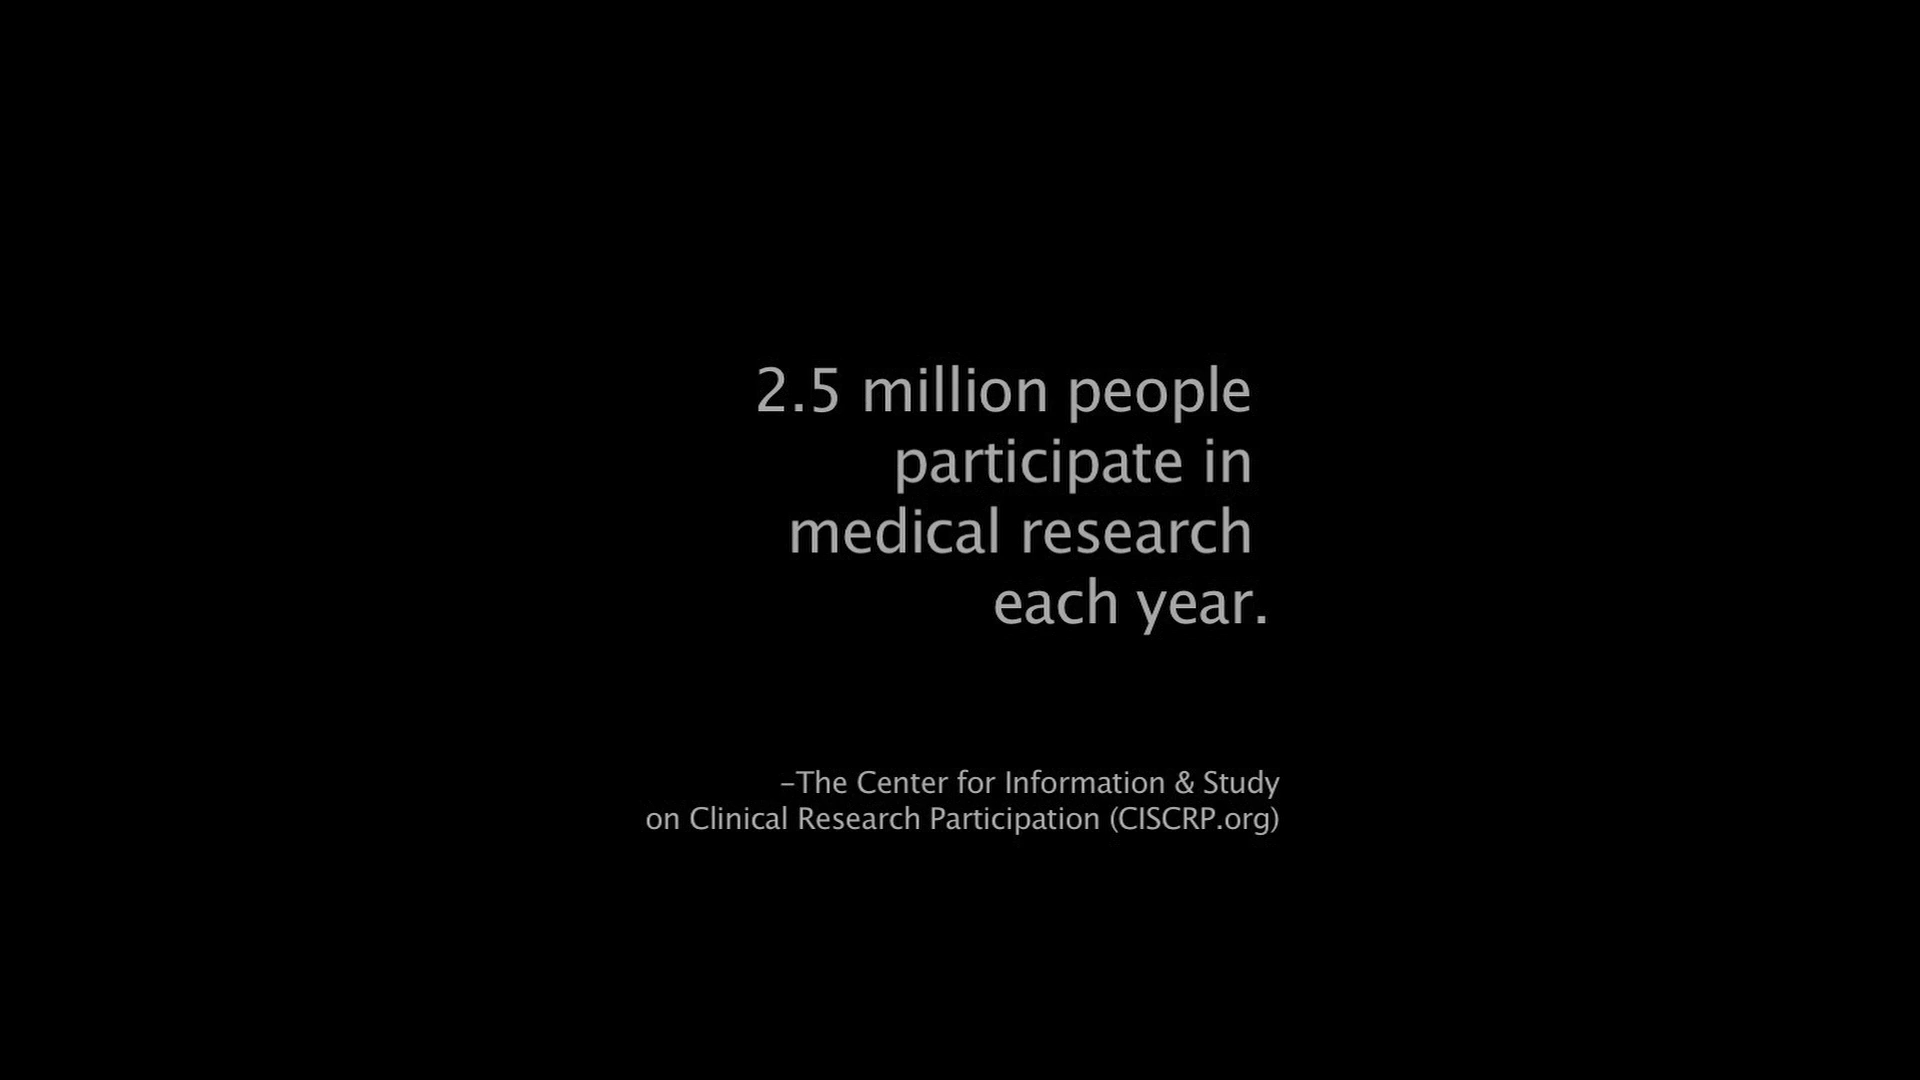 2.5 million people
participate in
medical research
each year.
–The Center for Information & Study
on Clinical Research Participation (CISCRP.org)